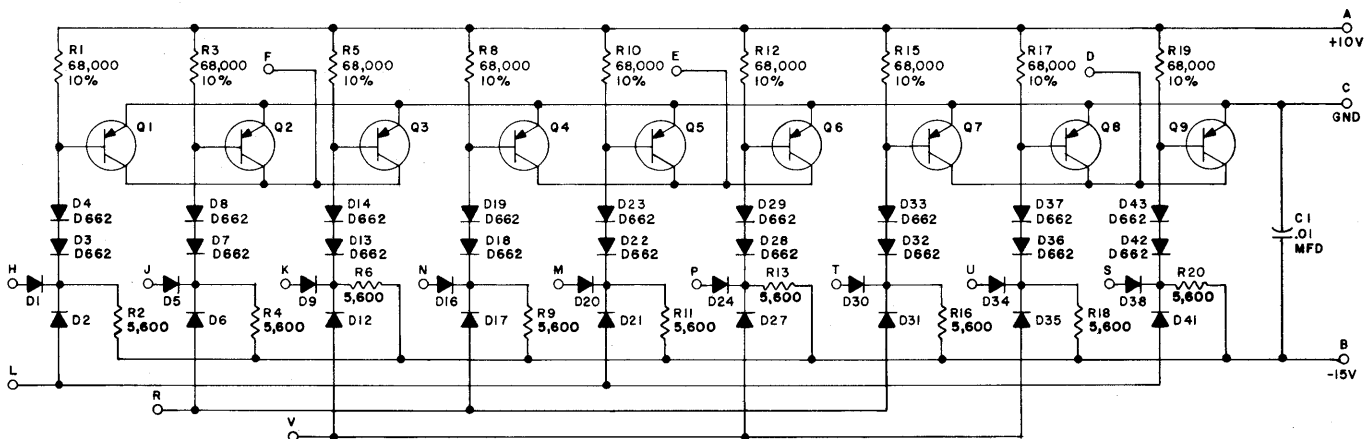 A
+10V
R1
68,000
10%
R3
68,000
10%
F
R5
68,000
10%
R8
68,000
10%
R10
68,000
10%
E
R12
68,000
10%
R15
68,000
10%
R17
68,000
10%
D
R19
68,000
10%
C
GND
Q1
Q2
Q3
Q4
Q5
Q6
Q7
Q8
Q9
D4
D662
D8
D662
D14
D662
D19
D662
D23
D662
D29
D662
D33
D662
D37
D662
D43
D662
C1
.01
MFD
D3
D662
D7
D662
D13
D662
D18
D662
D22
D662
D28
D662
D32
D662
D36
D662
D42
D662
H
D1
J
D5
K
D9
R6
5,600
N
D16
M
D20
P
D24
R13
5,600
T
D30
U
D34
S
D38
R20
5,600
D2
R2
5,600
D6
R4
5,600
D12
D17
R9
5,600
D21
R11
5,600
D27
D31
R16
5,600
D35
R18
5,600
D41
B
-15V
L
R
V